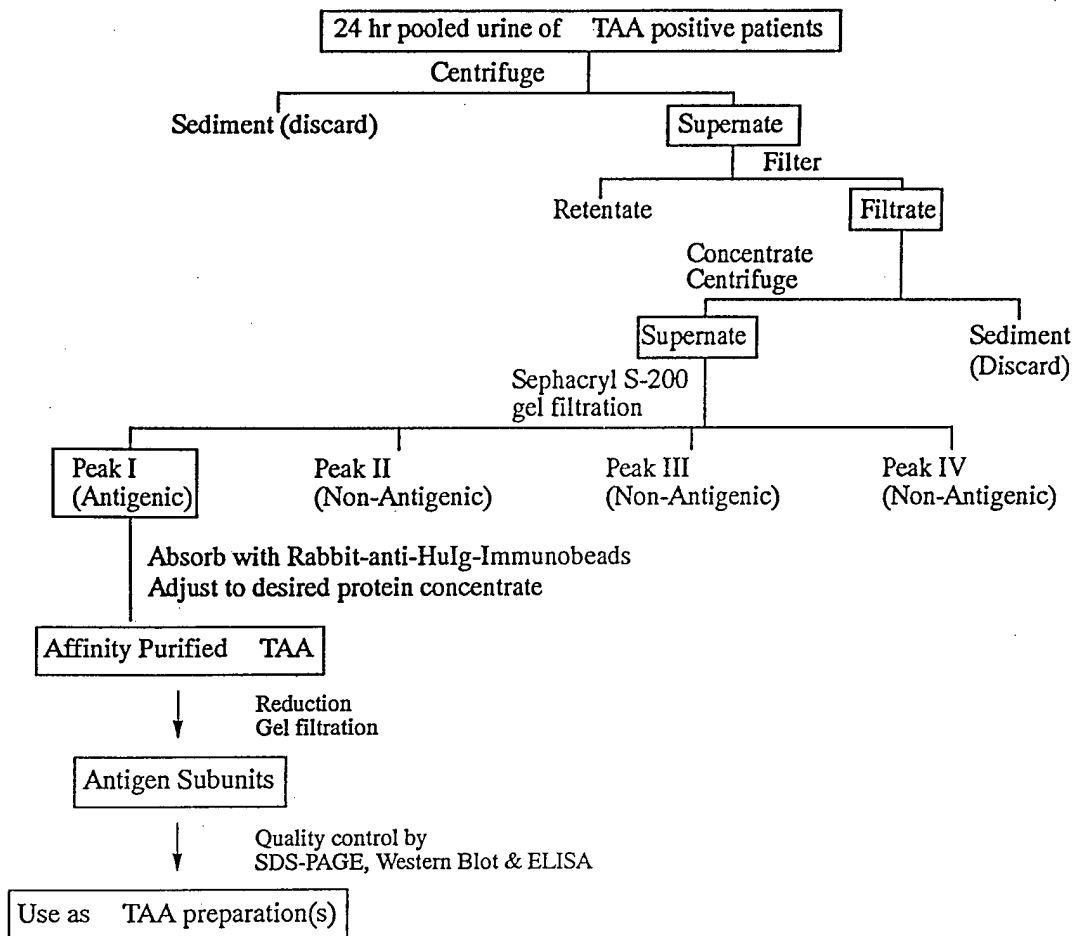 24 hr pooled urine of TAA positive patients
Centrifuge
Sediment (discard)
Supernate
Filter
Retentate
Filtrate
Concentrate
Centrifuge
Supernate
Sediment
(Discard)
Sephacryl S-200
gel filtration
Peak I
(Antigenic)
Peak II
(Non-Antigenic)
Peak III
(Non-Antigenic)
Peak IV
(Non-Antigenic)
Absorb with Rabbit-anti-HuIg-Immunobeads
Adjust to desired protein concentrate
Affinity Purified TAA
Reduction
Gel filtration
Antigen Subunits
Quality control by
SDS-PAGE, Western Blot & ELISA
Use as TAA preparation(s)